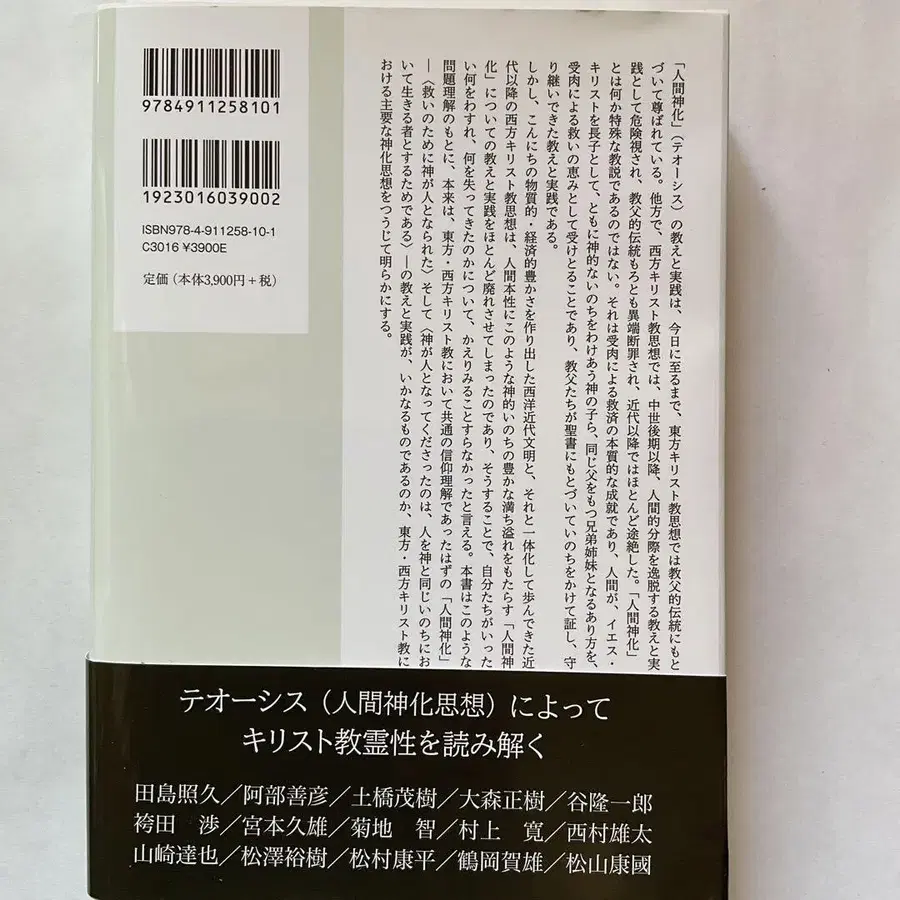 9784911258101
1923016039002
ISBN978-4-911258-10-1
C3016 ¥3900E
定価（本体3,900円+税）
「人間神化」（テオーシス）の教えと実践は、今日に至るまで、東方キリスト教思想では教父的伝統にもと
づいて尊ばれている。他方で、西方キリスト教思想では、中世後期以降、人間的分際を逸脱する教えと実
践として危険視され、教父的伝統もろとも異端断罪され、近代以降ではほとんど途絶した。「人間神化」
とは何か特殊な教説であるのではない。それは受肉による救済の本質的な成就であり、人間が、イエス・
キリストを長子として、ともに神的ないのちをわけあう神の子ら、同じ父をもつ兄弟姉妹となるあり方を、
受肉による救いの恵みとして受けとることであり、教父たちが聖書にもとづいていのちをかけて証し、守
り継いできた教えと実践である。
しかし、こんにちの物質的・経済的豊かさを作り出した西洋近代文明と、それと一体化して歩んできた近
代以降の西方キリスト教思想は、人間本性にこのような神的いのちの豊かな満ち溢れをもたらす「人間神
化」についての教えと実践をほとんど廃れさせてしまったのであり、そうすることで、自分たちがいった
い何をわすれ、何を失ってきたのかについて、かえりみることすらなかったと言える。本書はこのような
問題理解のもとに、本来は、東方・西方キリスト教において共通の信仰理解であったはずの「人間神化」
―〈救いのために神が人となられた〉そして〈神が人となってくださったのは、人を神と同じいのちにお
いて生きる者とするためである〉―の教えと実践が、いかなるものであるのか、東方・西方キリスト教に
おける主要な神化思想をつうじて明らかにする。
テオーシス（人間神化思想）によって
キリスト教霊性を読み解く
田島照久／阿部善彦／土橋茂樹／大森正樹／谷隆一郎
袴田 渉／宮本久雄／菊地 智／村上 寛／西村雄太
山崎達也／松澤裕樹／松村康平／鶴岡賀雄／松山康國